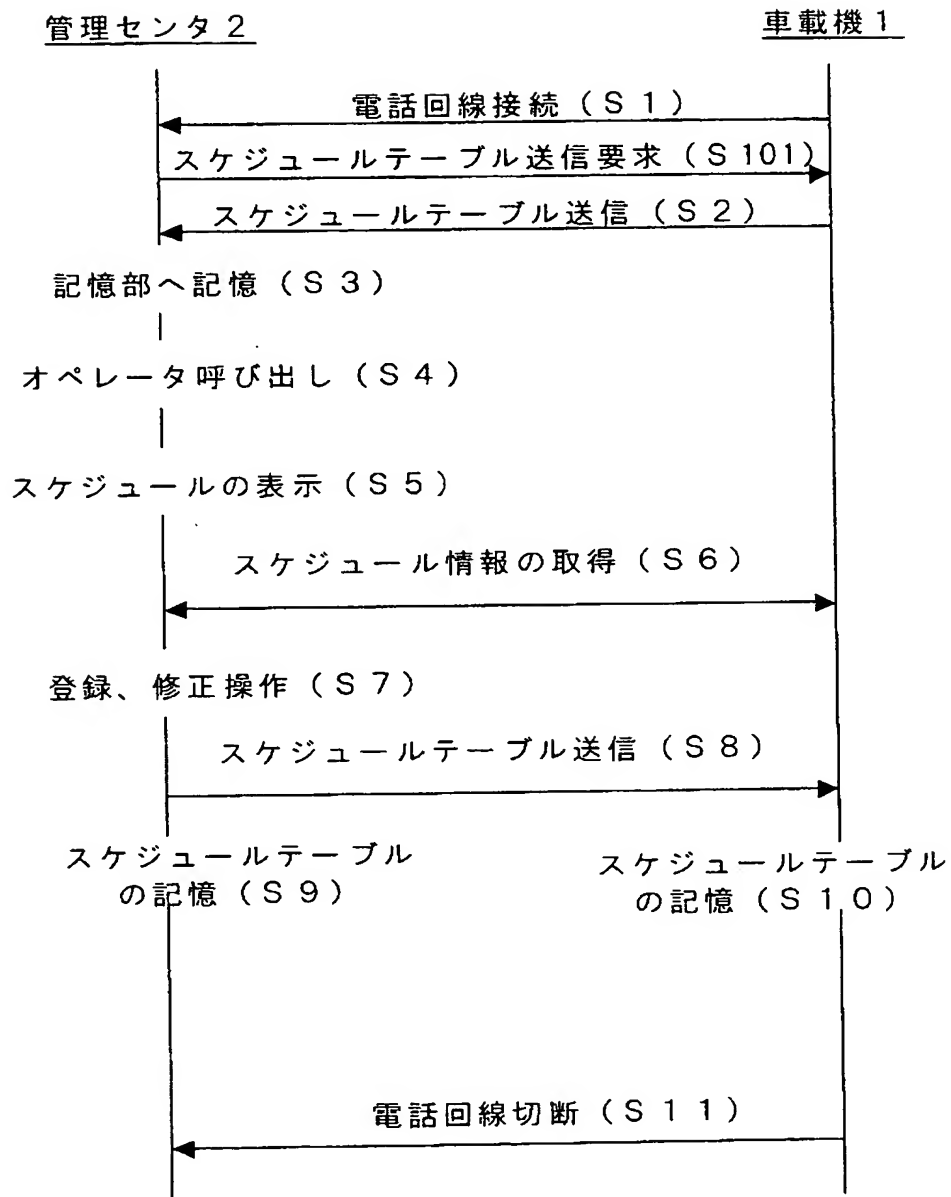 管理センタ2
車載機1
電話回線接続(S1)
スケジュールテーブル送信要求(S101)
スケジュールテーブル送信(S2)
記憶部へ記憶(S3)
オペレータ呼び出し(S4)
スケジュールの表示(S5)
スケジュール情報の取得(S6)
登録、修正操作(S7)
スケジュールテーブル送信(S8)
スケジュールテーブル
の記憶(S9)
スケジュールテーブル
の記憶(S10)
電話回線切断(S11)